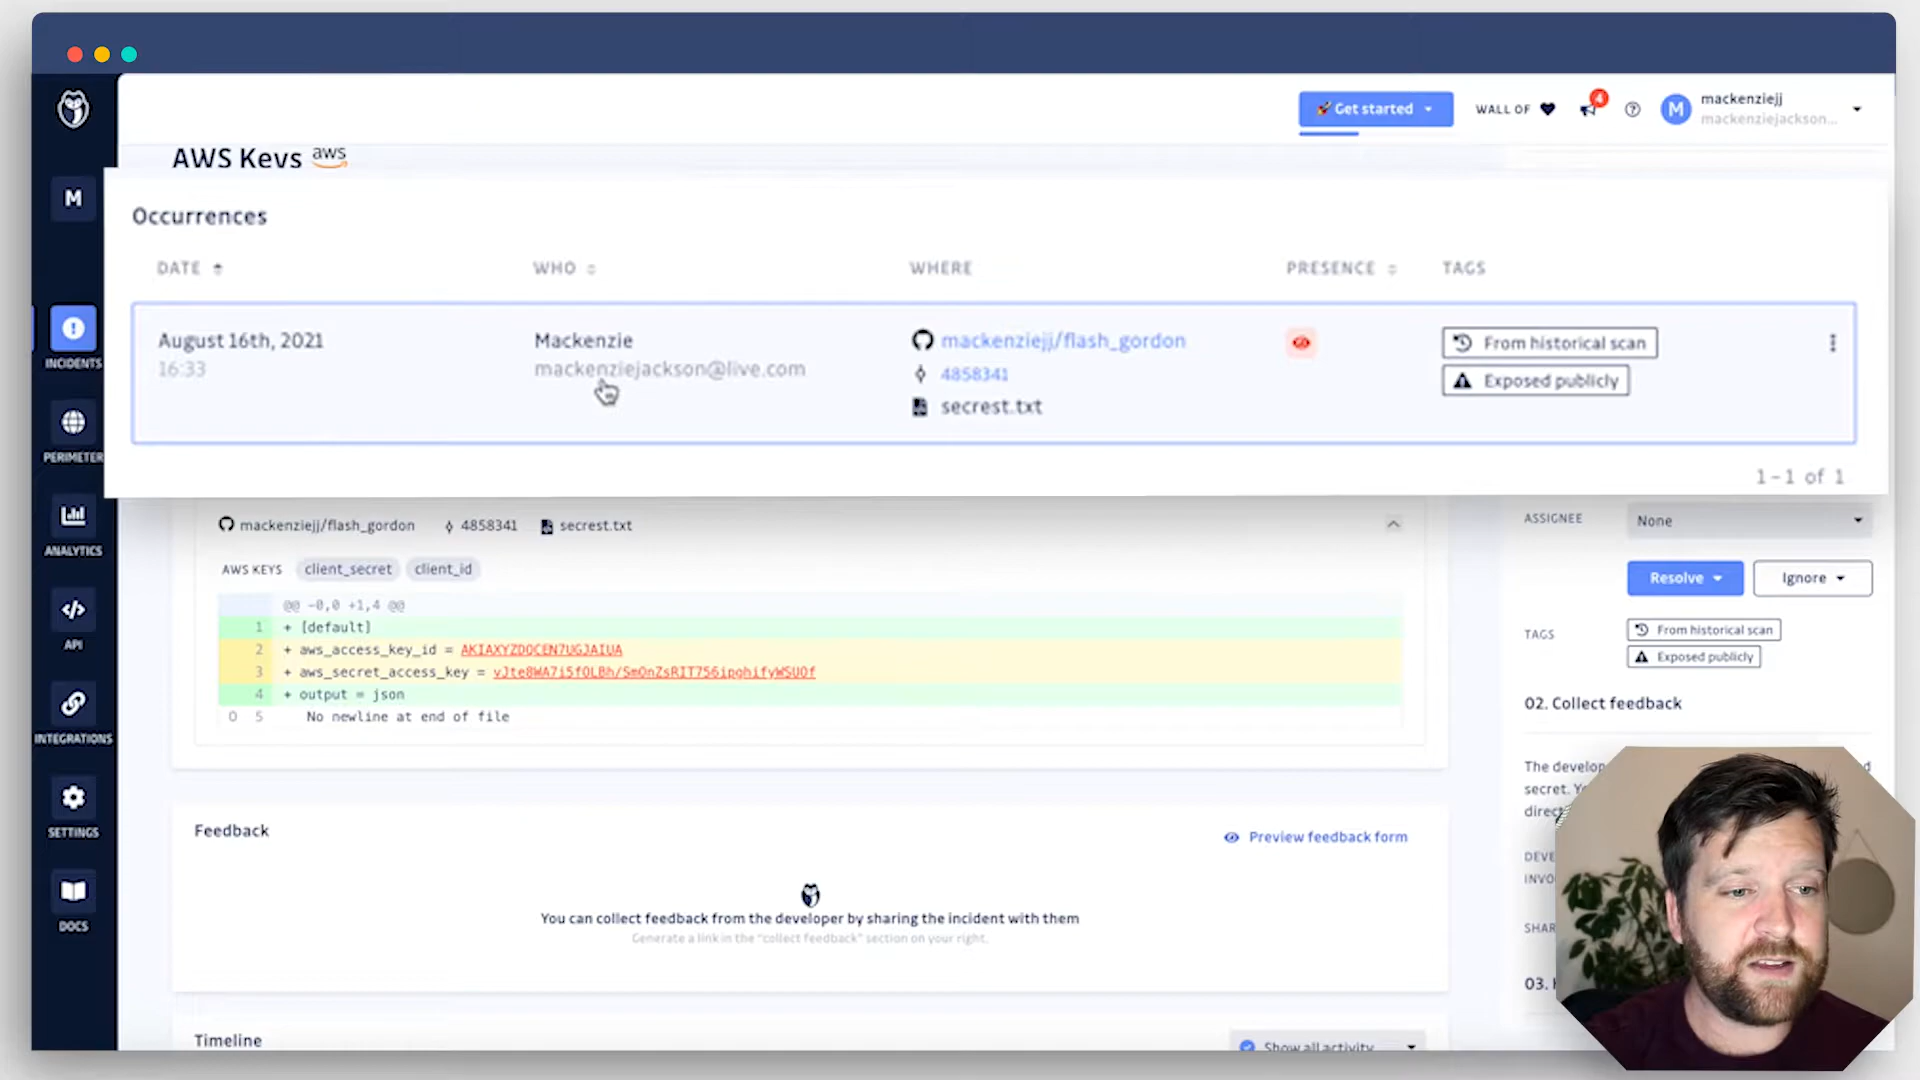 Get started
WALL OF
4
M
mackenziejj
mackenziejackson...
AWS Keys aws
M
Occurrences
DATE
WHO
WHERE
PRESENCE
TAGS
August 16th, 2021
16:33
Mackenzie
mackenziejackson@live.com
mackenziejj/flash_gordon
4858341
secrest.txt
From historical scan
Exposed publicly
1-1 of 1
INCIDENTS
PERIMETER
ANALYTICS
API
INTEGRATIONS
SETTINGS
DOCS
mackenziejj/flash_gordon 4858341 secrest.txt
AWS KEYS client_secret client_id
@@ -0,0 +1,4 @@
1 + [default]
2 + aws_access_key_id =
3 + aws_secret_access_key =
4 + output = json
0 5 No newline at end of file
ASSIGNEE None
Resolve Ignore
TAGS From historical scan
Exposed publicly
02. Collect feedback
The
secret.
Feedback
Preview feedback form
You can collect feedback from the developer by sharing the incident with them
Generate a link in the "collect feedback" section on your right.
03.
Timeline
Show all activity